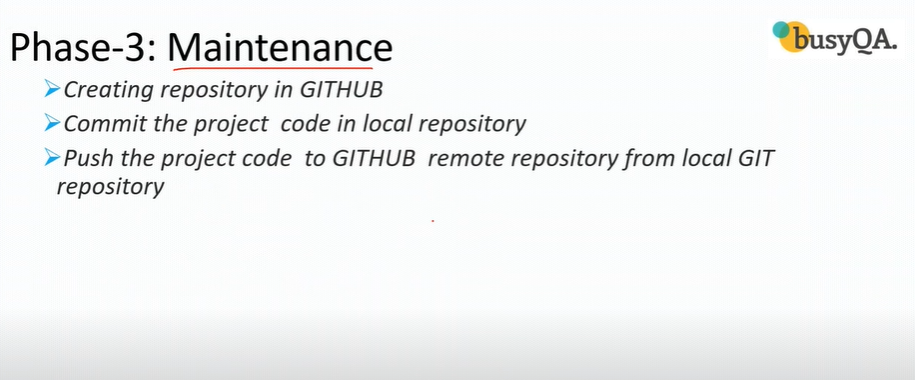 Phase-3: Maintenance
busyQA.
Creating repository in GITHUB
Commit the project code in local repository
Push the project code to GITHUB remote repository from local GIT
repository